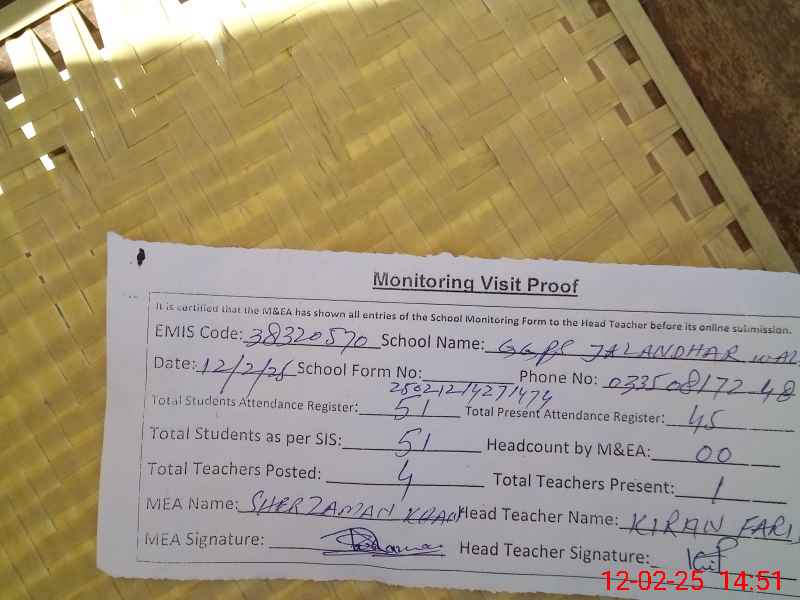 Monitoring Visit Proof
It is certified that the M&EA has shown all entries of the School Monitoring Form to the Head Teacher before its online submission.
EMIS Code: 38320570 School Name: GGPS JALANDHAR WAL
Date: 12/2/25 School Form No: 25021214271474 Phone No: 03350817248
Total Students Attendance Register: 51 Total Present Attendance Register: 45
Total Students as per SIS: 51 Headcount by M&EA: 00
Total Teachers Posted: 4 Total Teachers Present: 1
MEA Name: SHERZAMAN KHAN Head Teacher Name: KIRAN FARI
MEA Signature: Head Teacher Signature:
12-02-25 14:51